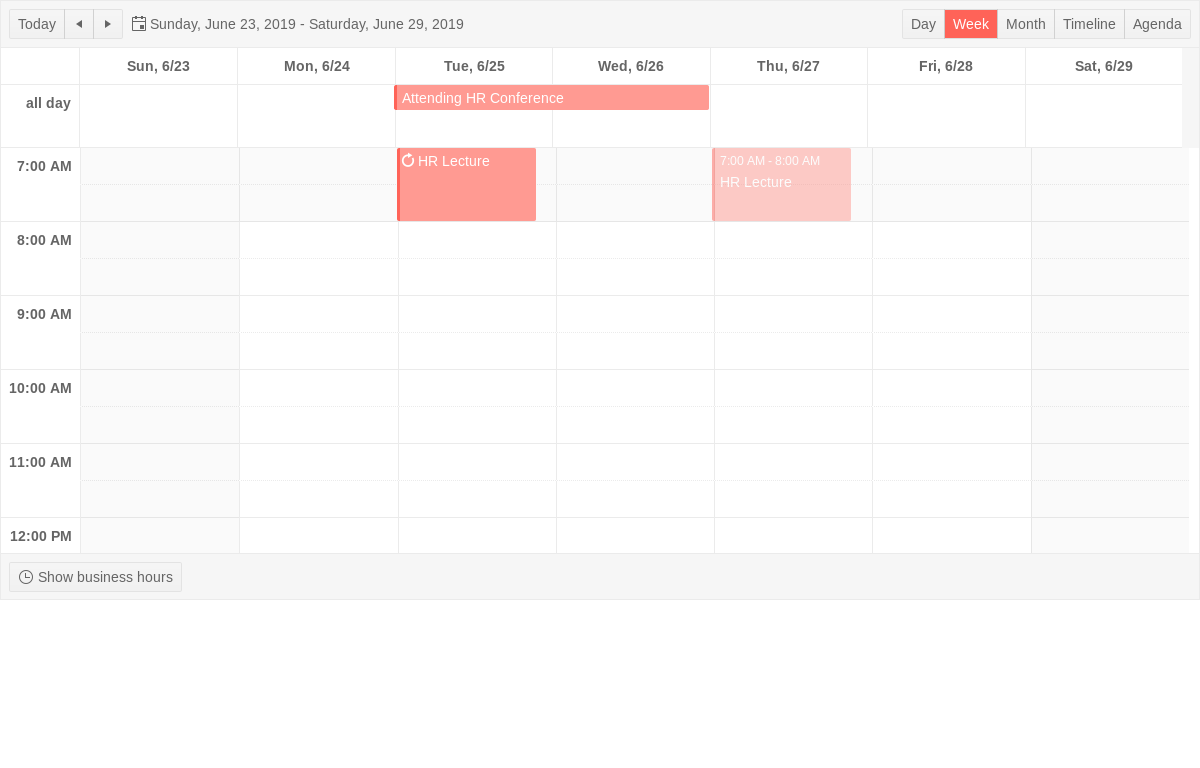 Today
Sunday, June 23, 2019 - Saturday, June 29, 2019
Day Week Month Timeline Agenda
Sun, 6/23 Mon, 6/24 Tue, 6/25 Wed, 6/26 Thu, 6/27 Fri, 6/28 Sat, 6/29
all day
Attending HR Conference
7:00 AM
HR Lecture
7:00 AM - 8:00 AM
HR Lecture
8:00 AM
9:00 AM
10:00 AM
11:00 AM
12:00 PM
Show business hours